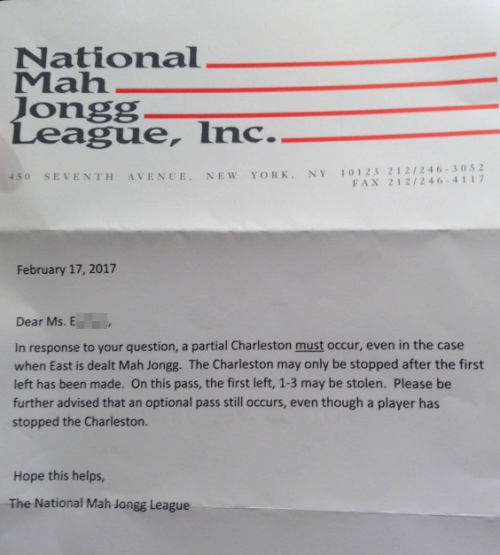 National
Mah
Jongg
League, Inc.
450 SEVENTH AVENUE, NEW YORK, NY 10123 212/246-3052
FAX 212/246-4117
February 17, 2017
Dear Ms. E ,
In response to your question, a partial Charleston must occur, even in the case
when East is dealt Mah Jongg. The Charleston may only be stopped after the first
left has been made. On this pass, the first left, 1-3 may be stolen. Please be
further advised that an optional pass still occurs, even though a player has
stopped the Charleston.
Hope this helps,
The National Mah Jongg League